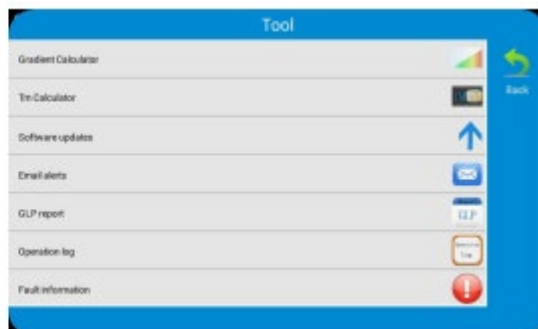 Tool
Gradient Calculator
Back
Tm Calculator
Software updates
Email alerts
GLP report
GLP
Operation log
Fault information